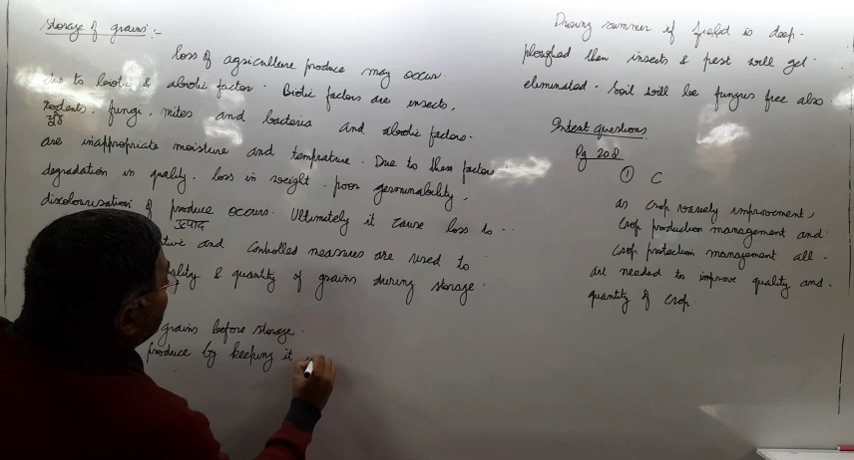 Storage of grains :-
loss of agriculture produce may occur.
due to biotic & abiotic factor. Biotic factors are insects,
Rodents, fungi, mites and bacteria and abiotic factors.
चूहे
are inappropriate moisture and temprature. Due to these factors
degradation in quality. loss in weight. poor germinability,
discolourisation of produce occurs. Ultimately it cause loss to --
उत्पाद
and controlled measures are used to
& quantity of grains during storage.
grains before storage.
produce by keeping it
During summer if field is deep.
ploughed then insects & pest will get.
eliminated. Soil will be fungus free also.
Intext questions
Pg 208
① C
as crop variety improvement,
crop production management and.
crop protection management all.
are needed to improve quality and.
quantity of crop.